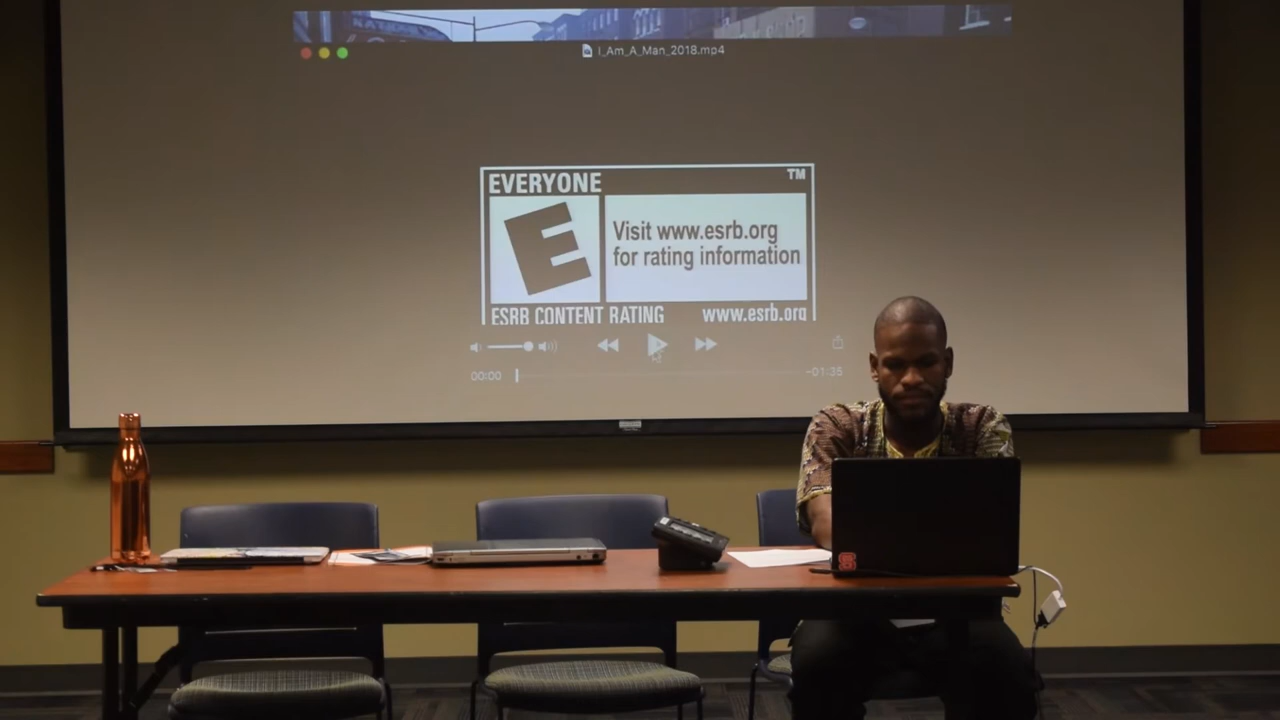 I_Am_A_Man_2018.mp4
EVERYONE
TM
E
Visit www.esrb.org
for rating information
ESRB CONTENT RATING
www.esrb.org
00:00
-01:35